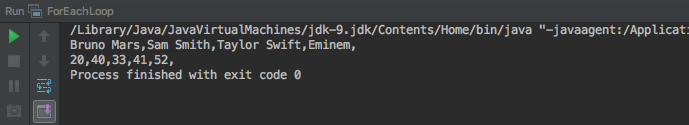 Run ForEachLoop
/Library/Java/JavaVirtualMachines/jdk-9.jdk/Contents/Home/bin/java "-javaagent:/Applicati
Bruno Mars,Sam Smith,Taylor Swift,Eminem,
20,40,33,41,52,
Process finished with exit code 0